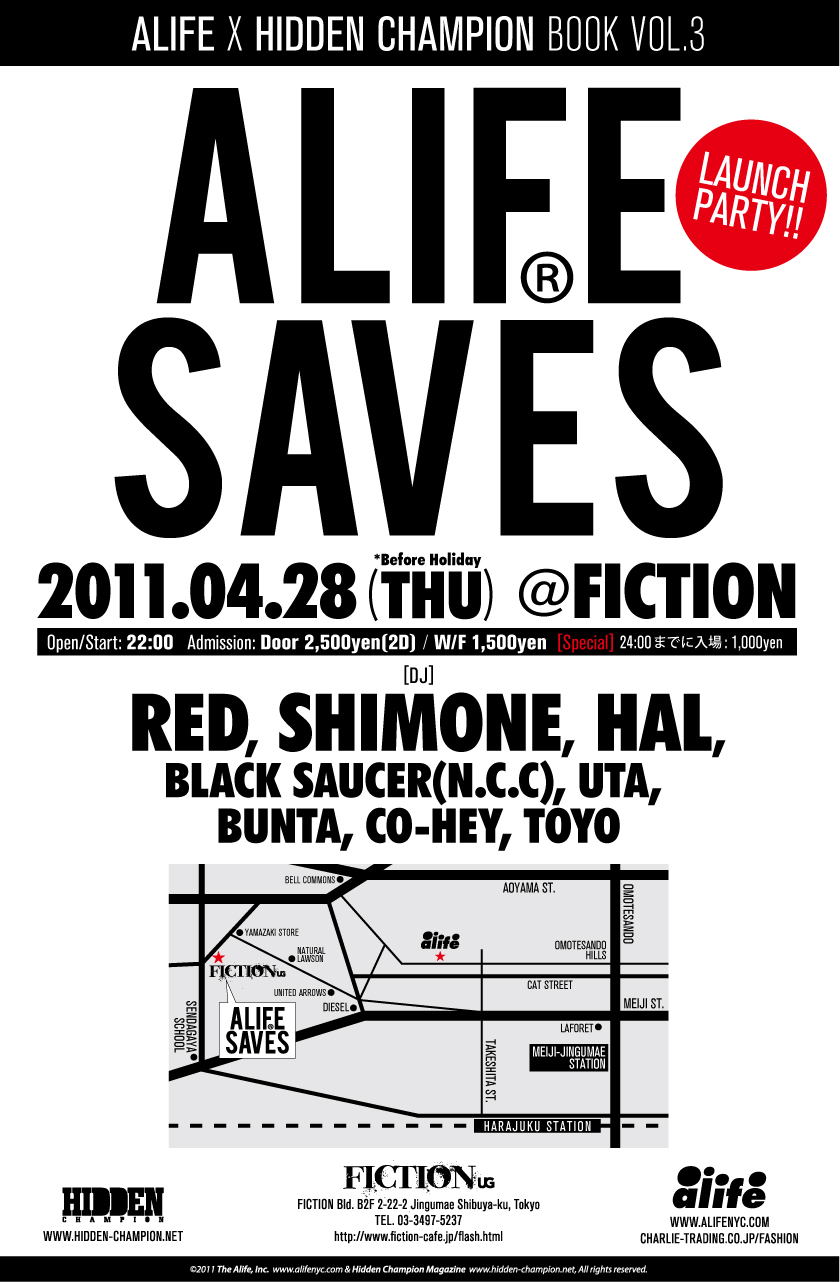 ALIFE X HIDDEN CHAMPION BOOK VOL.3
ALIFE
®
SAVES
LAUNCH
PARTY!!
*Before Holiday
2011.04.28 (THU) @FICTION
Open/Start: 22:00 Admission: Door 2,500yen(2D) / W/F 1,500yen [Special] 24:00までに入場: 1,000yen
[DJ]
RED, SHIMONE, HAL,
BLACK SAUCER(N.C.C), UTA,
BUNTA, CO-HEY, TOYO
BELL COMMONS
AOYAMA ST.
OMOTESANDO
YAMAZAKI STORE
alife
NATURAL
LAWSON
OMOTESANDO
HILLS
FICTION UG
CAT STREET
UNITED ARROWS
DIESEL
MEIJI ST.
SENDAGAYA
SCHOOL
ALIFE
®
SAVES
LAFORET
MEIJI-JINGUMAE
STATION
TAKESHITA ST.
HARAJUKU STATION
HIDDEN
CHAMPION
WWW.HIDDEN-CHAMPION.NET
FICTION UG
FICTION Bld. B2F 2-22-2 Jingumae Shibuya-ku, Tokyo
TEL. 03-3497-5237
http://www.fiction-cafe.jp/flash.html
alife
WWW.ALIFENYC.COM
CHARLIE-TRADING.CO.JP/FASHION
©2011 The Alife, Inc. www.alifenyc.com & Hidden Champion Magazine www.hidden-champion.net, All rights reserved.